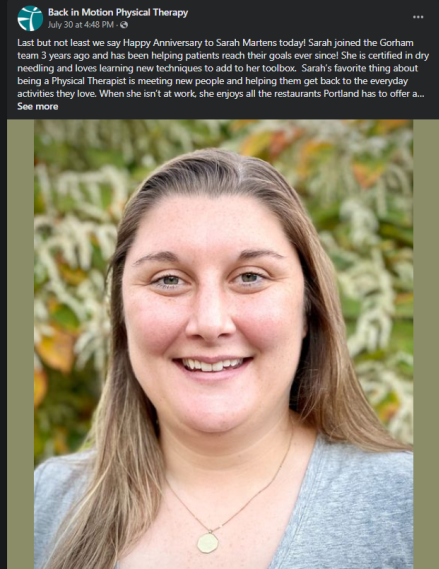 Back in Motion Physical Therapy
July 30 at 4:48 PM ·
Last but not least we say Happy Anniversary to Sarah Martens today! Sarah joined the Gorham
team 3 years ago and has been helping patients reach their goals ever since! She is certified in dry
needling and loves learning new techniques to add to her toolbox.  Sarah's favorite thing about
being a Physical Therapist is meeting new people and helping them get back to the everyday
activities they love. When she isn't at work, she enjoys all the restaurants Portland has to offer a...
See more